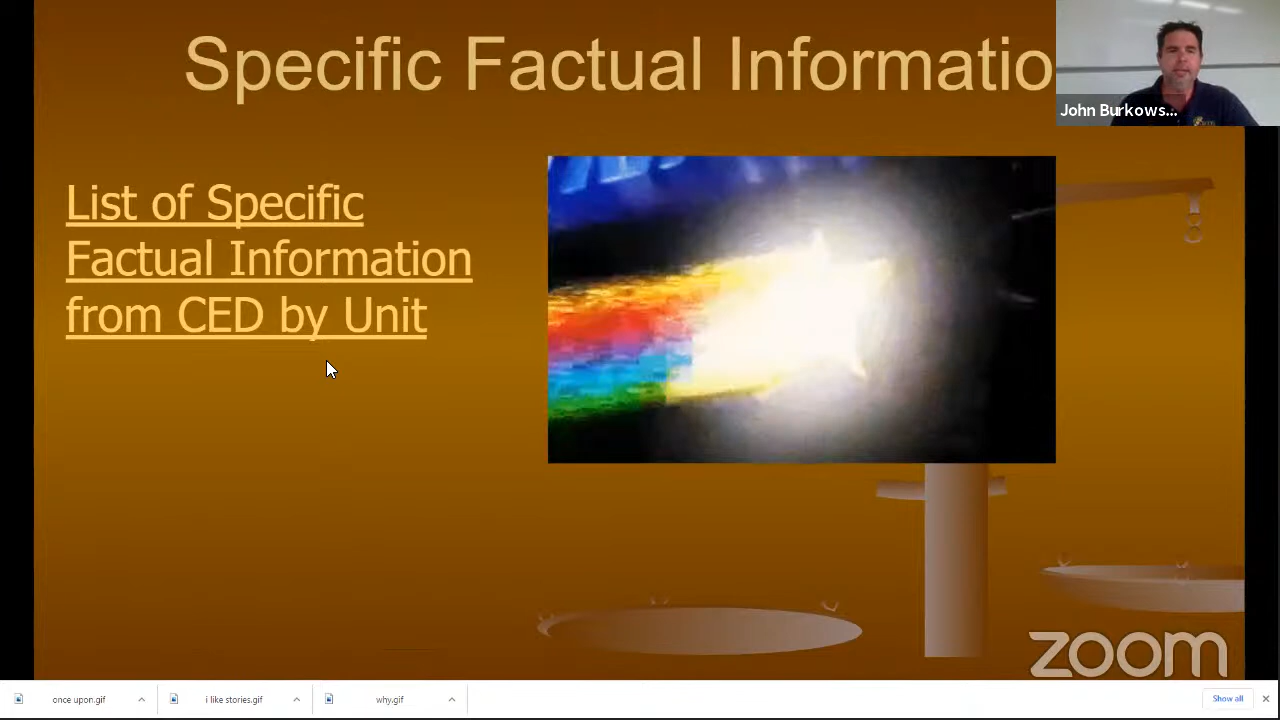 Specific Factual Informatio
John Burkows...
List of Specific
Factual Information
from CED by Unit
zoom
once upon.gif
i like stories.gif
why.gif
Show all